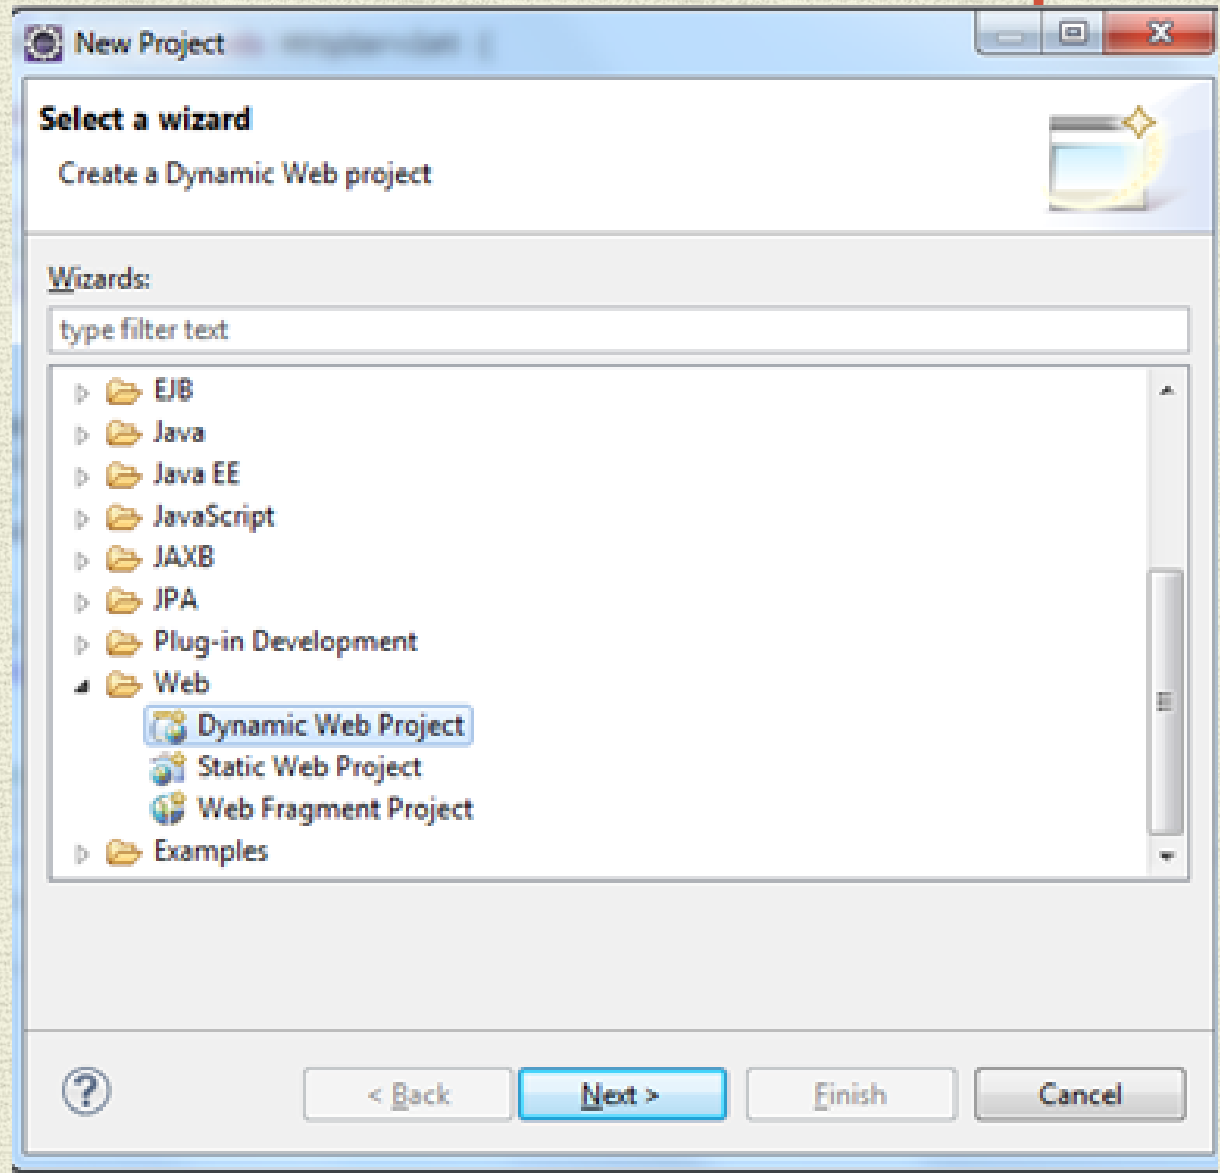 New Project
Select a wizard
Create a Dynamic Web project
Wizards:
type filter text
EJB
Java
Java EE
JavaScript
JAXB
JPA
Plug-in Development
Web
Dynamic Web Project
Static Web Project
Web Fragment Project
Examples
< Back Next > Finish Cancel